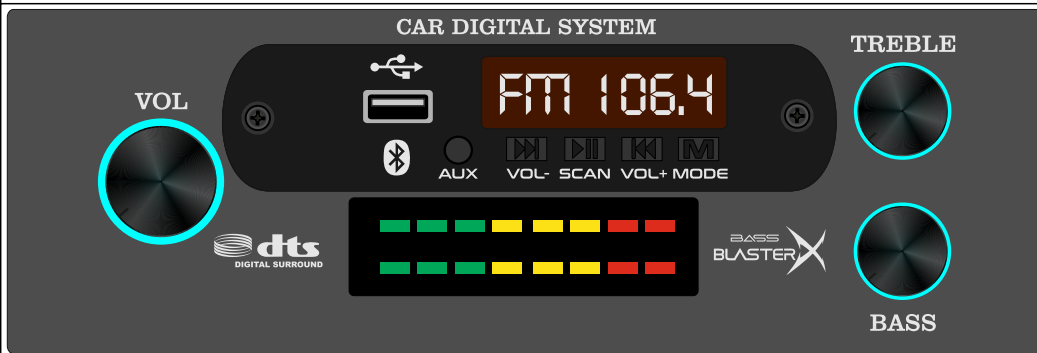 CAR DIGITAL SYSTEM
TREBLE
VOL
FM 106.4
AUX
VOL- SCAN VOL+ MODE
M
dts
DIGITAL SURROUND
BASS
BLASTERX
BASS